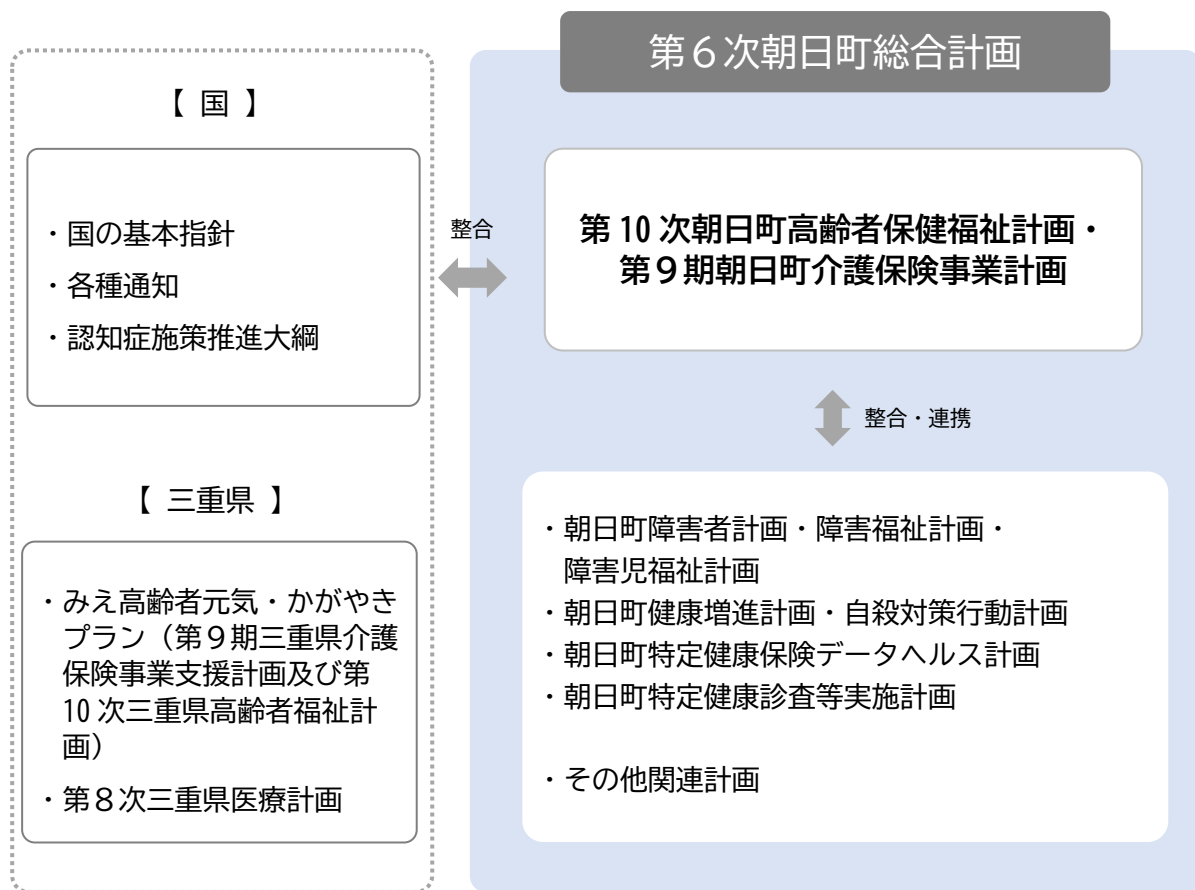 【 国 】
・国の基本指針
・各種通知
・認知症施策推進大綱
【 三重県 】
・みえ高齢者元気・かがやき
プラン（第９期三重県介護
保険事業支援計画及び第
10 次三重県高齢者福祉計
画）
・第８次三重県医療計画
整合
第６次朝日町総合計画
第 10 次朝日町高齢者保健福祉計画・
第９期朝日町介護保険事業計画
整合・連携
・朝日町障害者計画・障害福祉計画・
障害児福祉計画
・朝日町健康増進計画・自殺対策行動計画
・朝日町特定健康保険データヘルス計画
・朝日町特定健康診査等実施計画
・その他関連計画